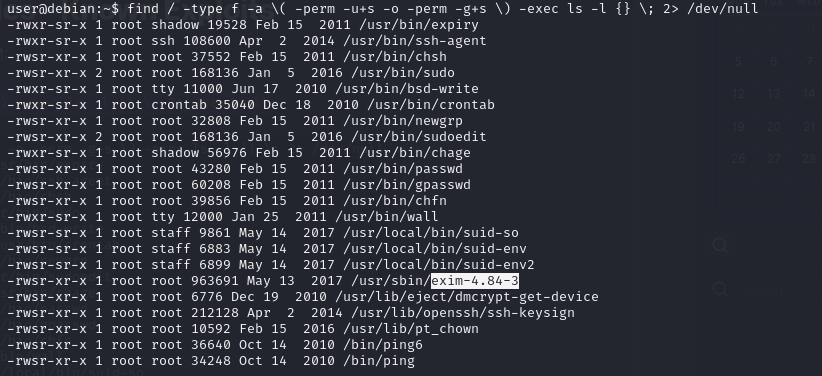 user@debian:~$ find / -type f -a \( -perm -u+s -o -perm -g+s \) -exec ls -l {} \; 2> /dev/null
-rwxr-sr-x 1 root shadow 19528 Feb 15  2011 /usr/bin/expiry
-rwxr-sr-x 1 root ssh 108600 Apr  2  2014 /usr/bin/ssh-agent
-rwsr-xr-x 1 root root 37552 Feb 15  2011 /usr/bin/chsh
-rwsr-xr-x 2 root root 168136 Jan  5  2016 /usr/bin/sudo
-rwxr-sr-x 1 root tty 11000 Jun 17  2010 /usr/bin/bsd-write
-rwxr-sr-x 1 root crontab 35040 Dec 18  2010 /usr/bin/crontab
-rwsr-xr-x 1 root root 32808 Feb 15  2011 /usr/bin/newgrp
-rwsr-xr-x 2 root root 168136 Jan  5  2016 /usr/bin/sudoedit
-rwxr-sr-x 1 root shadow 56976 Feb 15  2011 /usr/bin/chage
-rwsr-xr-x 1 root root 43280 Feb 15  2011 /usr/bin/passwd
-rwsr-xr-x 1 root root 60208 Feb 15  2011 /usr/bin/gpasswd
-rwsr-xr-x 1 root root 39856 Feb 15  2011 /usr/bin/chfn
-rwxr-sr-x 1 root tty 12000 Jan 25  2011 /usr/bin/wall
-rwsr-sr-x 1 root staff 9861 May 14  2017 /usr/local/bin/suid-so
-rwsr-sr-x 1 root staff 6883 May 14  2017 /usr/local/bin/suid-env
-rwsr-sr-x 1 root staff 6899 May 14  2017 /usr/local/bin/suid-env2
-rwsr-xr-x 1 root root 963691 May 13  2017 /usr/sbin/exim-4.84-3
-rwsr-xr-x 1 root root 6776 Dec 19  2010 /usr/lib/eject/dmcrypt-get-device
-rwsr-xr-x 1 root root 212128 Apr  2  2014 /usr/lib/openssh/ssh-keysign
-rwsr-xr-x 1 root root 10592 Feb 15  2016 /usr/lib/pt_chown
-rwsr-xr-x 1 root root 36640 Oct 14  2010 /bin/ping6
-rwsr-xr-x 1 root root 34248 Oct 14  2010 /bin/ping